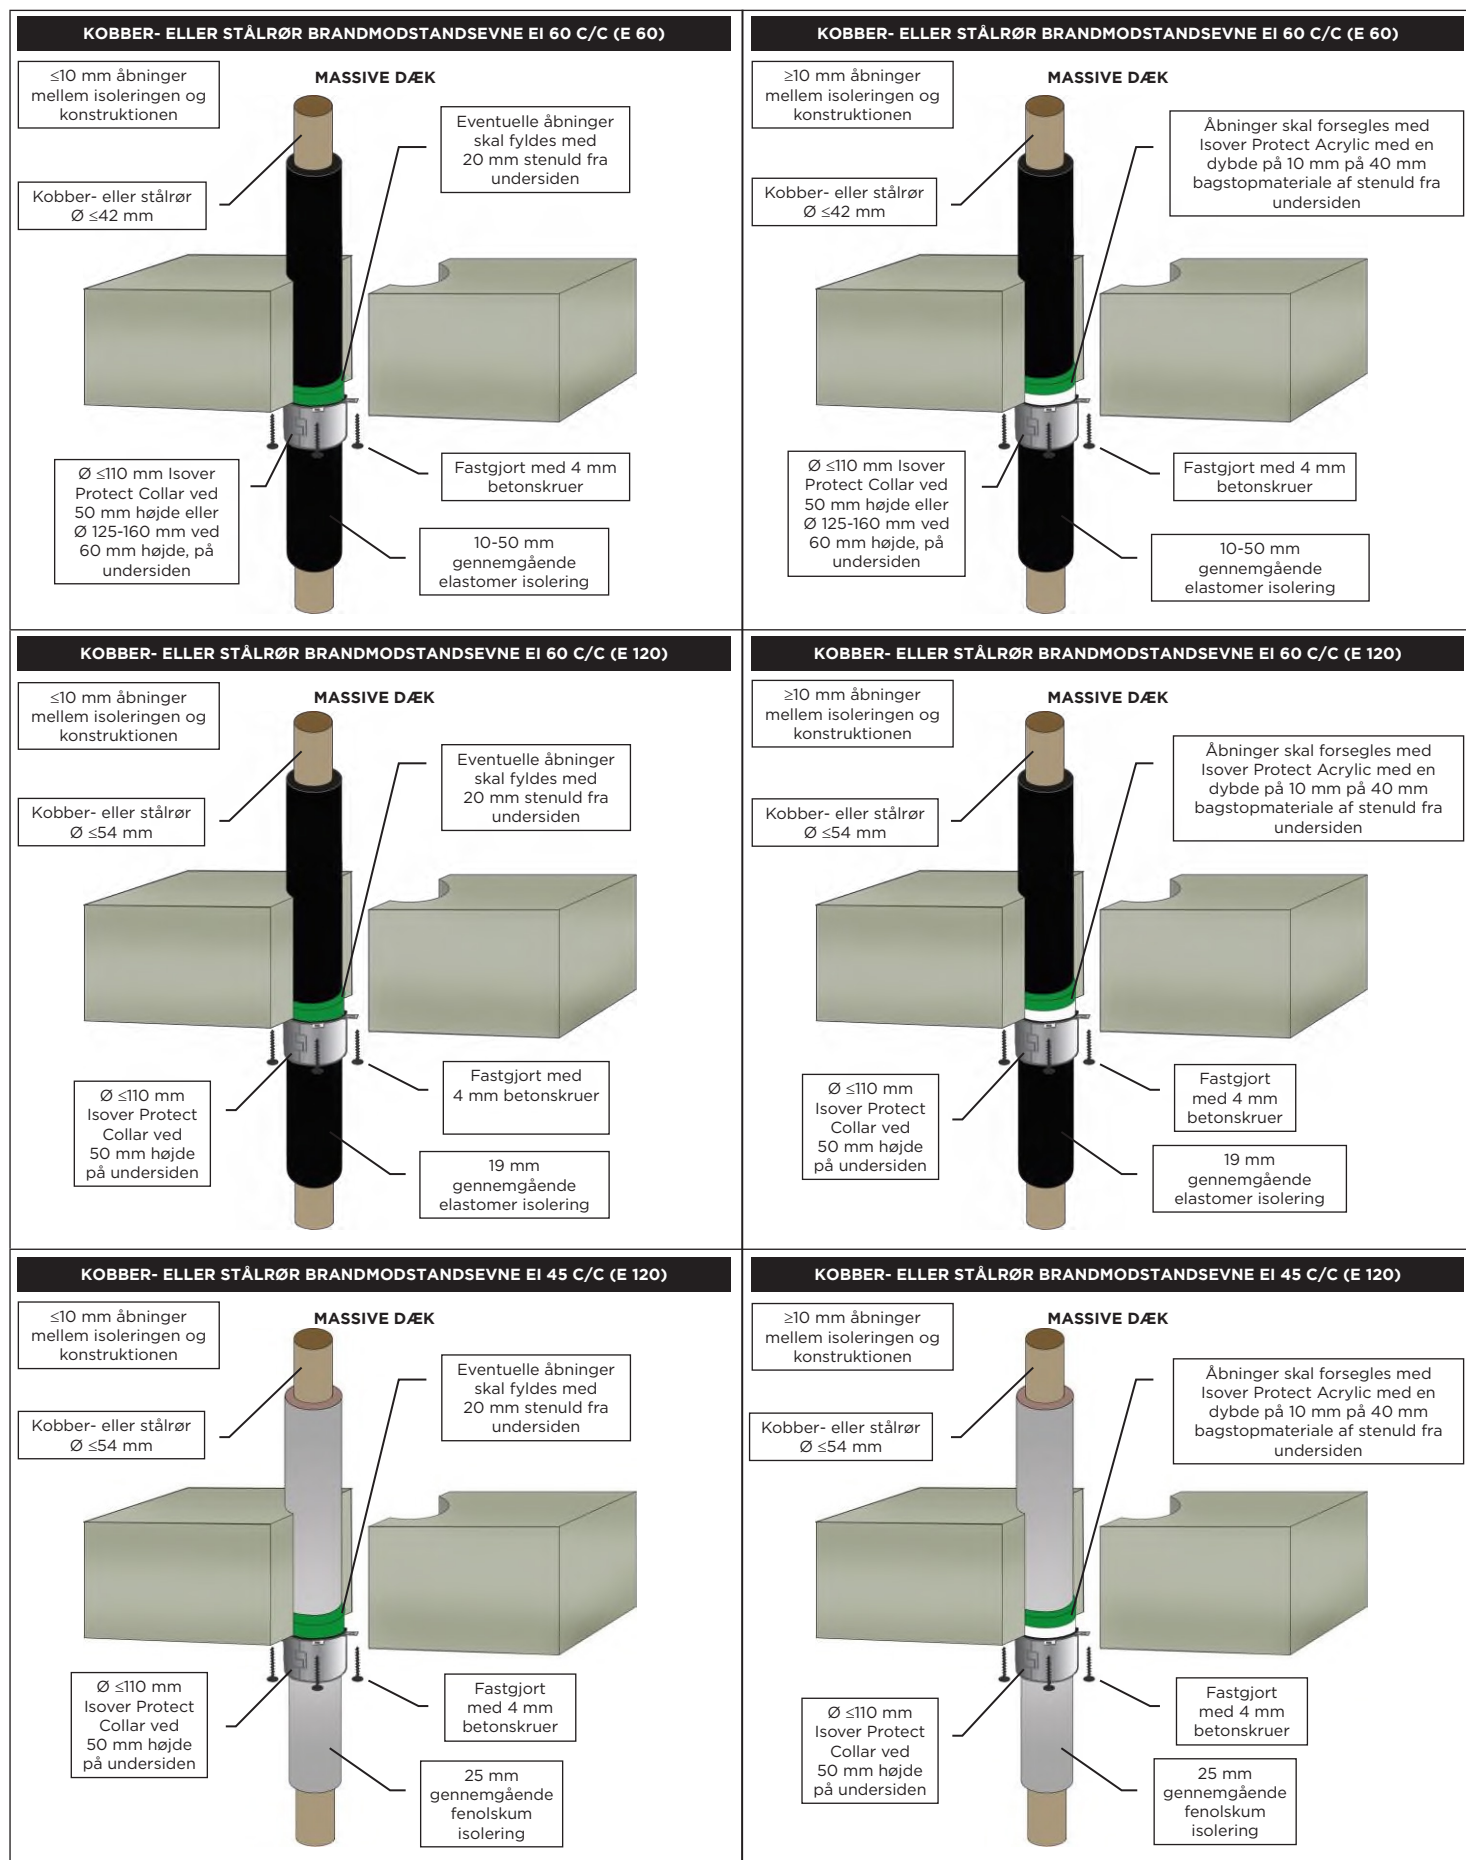 KOBBER- ELLER STÅLRØR BRANDMODSTANDSEVNE EI 60 C/C (E 60)
≤10 mm åbninger
mellem isoleringen og
konstruktionen
MASSIVE DÆK
Eventuelle åbninger
skal fyldes med
20 mm stenuld fra
undersiden
Kobber- eller stålrør
Ø ≤42 mm
Ø ≤110 mm Isover
Protect Collar ved
50 mm højde eller
Ø 125-160 mm ved
60 mm højde, på
undersiden
Fastgjort med 4 mm
betonskruer
10-50 mm
gennemgående
elastomer isolering
KOBBER- ELLER STÅLRØR BRANDMODSTANDSEVNE EI 60 C/C (E 60)
≥10 mm åbninger
mellem isoleringen og
konstruktionen
MASSIVE DÆK
Åbninger skal forsegles med
Isover Protect Acrylic med en
dybde på 10 mm på 40 mm
bagstopmateriale af stenuld fra
undersiden
Kobber- eller stålrør
Ø ≤42 mm
Ø ≤110 mm Isover
Protect Collar ved
50 mm højde eller
Ø 125-160 mm ved
60 mm højde, på
undersiden
Fastgjort med 4 mm
betonskruer
10-50 mm
gennemgående
elastomer isolering
KOBBER- ELLER STÅLRØR BRANDMODSTANDSEVNE EI 60 C/C (E 120)
≤10 mm åbninger
mellem isoleringen og
konstruktionen
MASSIVE DÆK
Eventuelle åbninger
skal fyldes med
20 mm stenuld fra
undersiden
Kobber- eller stålrør
Ø ≤54 mm
Ø ≤110 mm
Isover Protect
Collar ved
50 mm højde
på undersiden
Fastgjort med
4 mm betonskruer
19 mm
gennemgående
elastomer isolering
KOBBER- ELLER STÅLRØR BRANDMODSTANDSEVNE EI 60 C/C (E 120)
≥10 mm åbninger
mellem isoleringen og
konstruktionen
MASSIVE DÆK
Åbninger skal forsegles med
Isover Protect Acrylic med en
dybde på 10 mm på 40 mm
bagstopmateriale af stenuld fra
undersiden
Kobber- eller stålrør
Ø ≤54 mm
Ø ≤110 mm
Isover Protect
Collar ved
50 mm højde
på undersiden
Fastgjort
med 4 mm
betonskruer
19 mm
gennemgående
elastomer isolering
KOBBER- ELLER STÅLRØR BRANDMODSTANDSEVNE EI 45 C/C (E 120)
≤10 mm åbninger
mellem isoleringen og
konstruktionen
MASSIVE DÆK
Eventuelle åbninger
skal fyldes med
20 mm stenuld fra
undersiden
Kobber- eller stålrør
Ø ≤54 mm
Ø ≤110 mm
Isover Protect
Collar ved
50 mm højde
på undersiden
Fastgjort
med 4 mm
betonskruer
25 mm
gennemgående
fenolskum
isolering
KOBBER- ELLER STÅLRØR BRANDMODSTANDSEVNE EI 45 C/C (E 120)
≥10 mm åbninger
mellem isoleringen og
konstruktionen
MASSIVE DÆK
Åbninger skal forsegles med
Isover Protect Acrylic med en
dybde på 10 mm på 40 mm
bagstopmateriale af stenuld fra
undersiden
Kobber- eller stålrør
Ø ≤54 mm
Ø ≤110 mm
Isover Protect
Collar ved
50 mm højde
på undersiden
Fastgjort
med 4 mm
betonskruer
25 mm
gennemgående
fenolskum
isolering